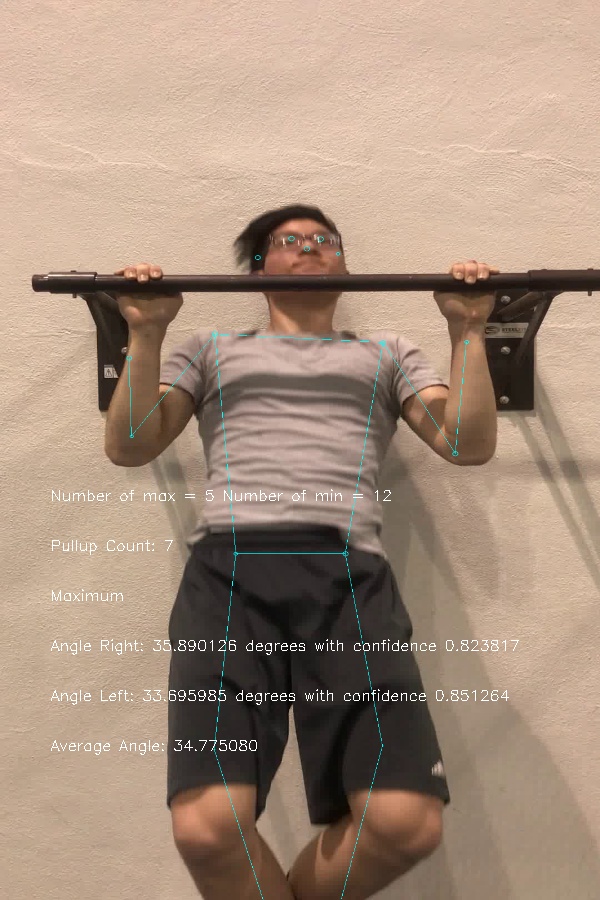 Number of max = 5 Number of min = 12
Pullup Count: 7
Maximum
Angle Right: 35.890126 degrees with confidence 0.823817
Angle Left: 33.695985 degrees with confidence 0.851264
Average Angle: 34.775080